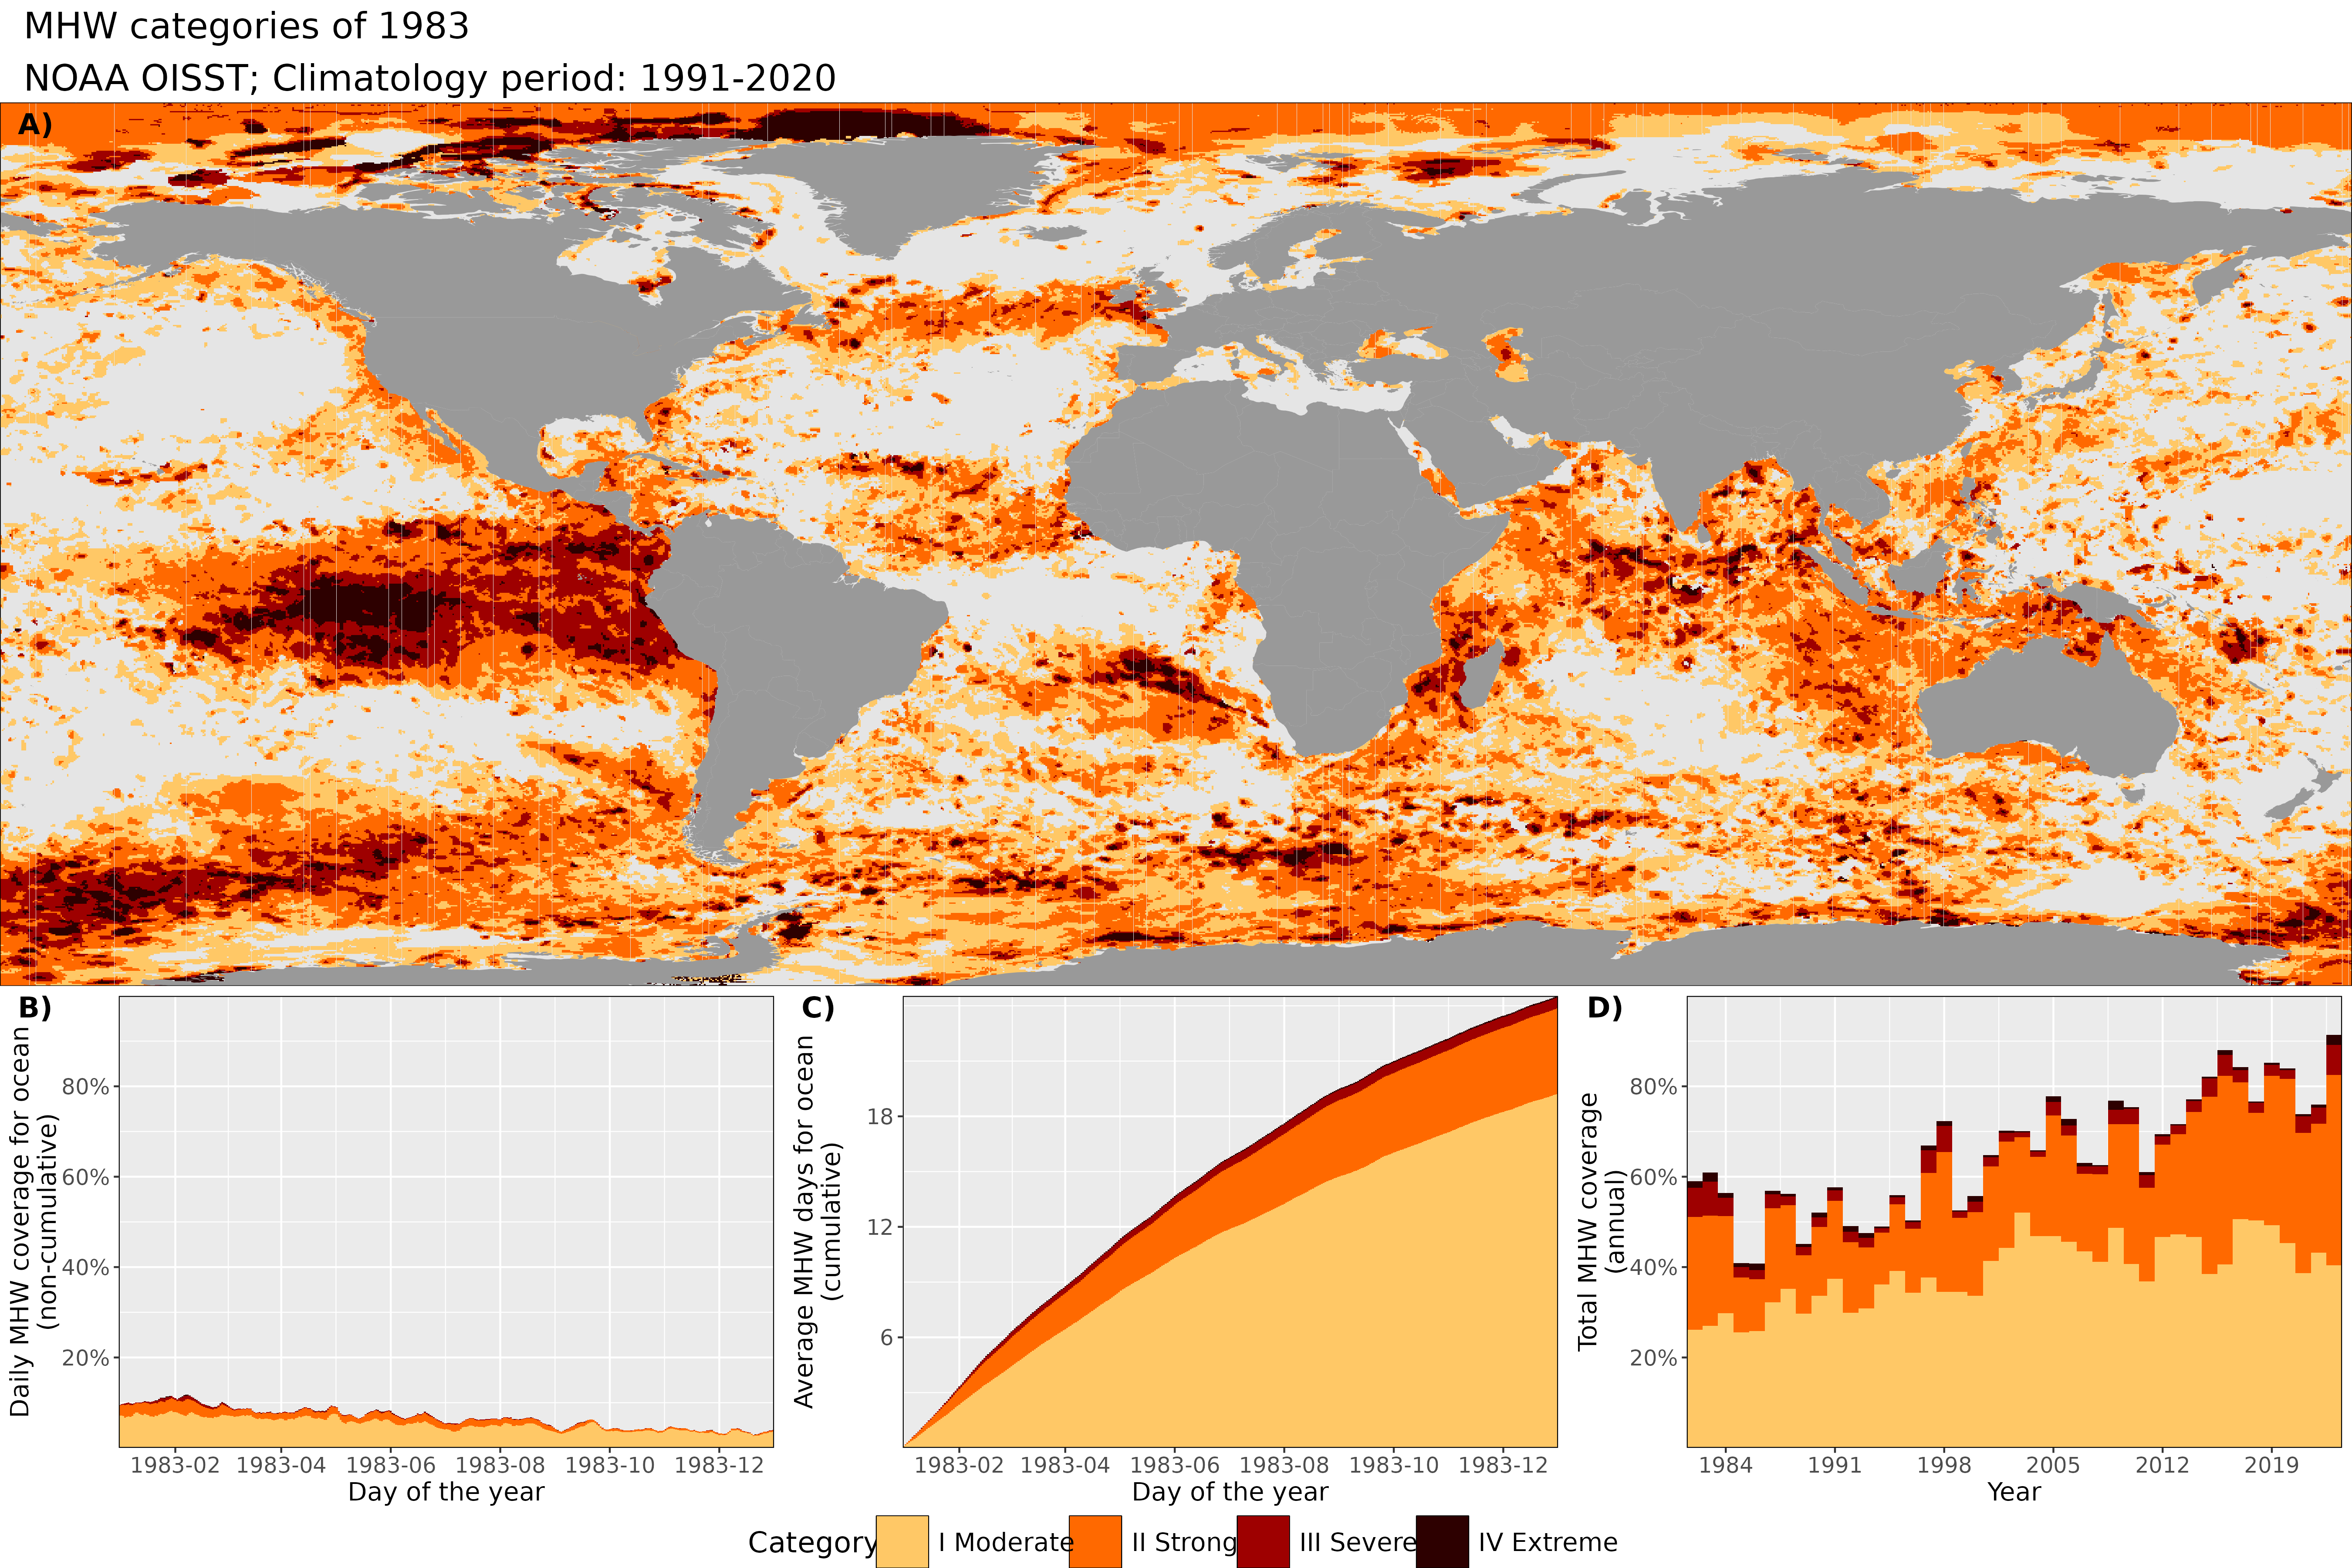 MHW categories of 1983
NOAA OISST; Climatology period: 1991-2020
A)
B)
Daily MHW coverage for ocean
(non-cumulative)
80%
60%
40%
20%
1983-02 1983-04 1983-06 1983-08 1983-10 1983-12
Day of the year
C)
Average MHW days for ocean
(cumulative)
18
12
6
1983-02 1983-04 1983-06 1983-08 1983-10 1983-12
Day of the year
D)
Total MHW coverage
(annual)
80%
60%
40%
20%
1984 1991 1998 2005 2012 2019
Year
Category I Moderate II Strong III Severe IV Extreme